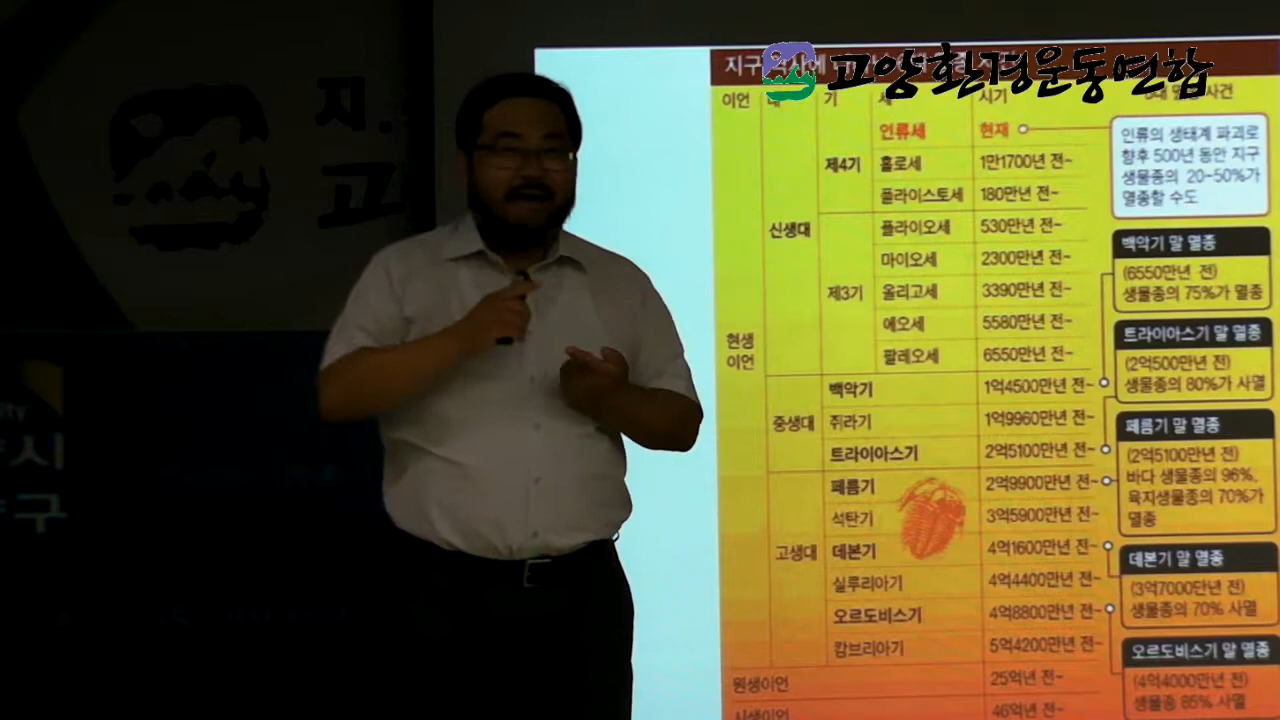 교양환경운동연합
지구
이언 대 기 세 시기
인류세 현재
제4기 홀로세 1만1700년 전~
플라이스토세 180만년 전~
신생대 플라이오세 530만년 전~
마이오세 2300만년 전~
제3기 올리고세 3390만년 전~
에오세 5580만년 전~
현생
이언
팔레오세 6550만년 전~
백악기 1억4500만년 전~
중생대 쥐라기 1억9960만년 전~
트라이아스기 2억5100만년 전~
페름기 2억9900만년 전~
석탄기 3억5900만년 전~
고생대 데본기 4억1600만년 전~
실루리아기 4억4400만년 전~
오르도비스기 4억8800만년 전~
캄브리아기 5억4200만년 전~
원생이언 25억년 전~
시생이언 46억년 전~
사건
인류의 생태계 파괴로
향후 500년 동안 지구
생물종의 20~50%가
멸종할 수도
백악기 말 멸종
(6550만년 전)
생물종의 75%가 멸종
트라이아스기 말 멸종
(2억500만년 전)
생물종의 80%가 사멸
페름기 말 멸종
(2억5100만년 전)
바다 생물종의 96%,
육지생물종의 70%가
멸종
데본기 말 멸종
(3억7000만년 전)
생물종의 70% 사멸
오르도비스기 말 멸종
(4억4000만년 전)
생물종 85% 사멸
지.
고
ity
시
구